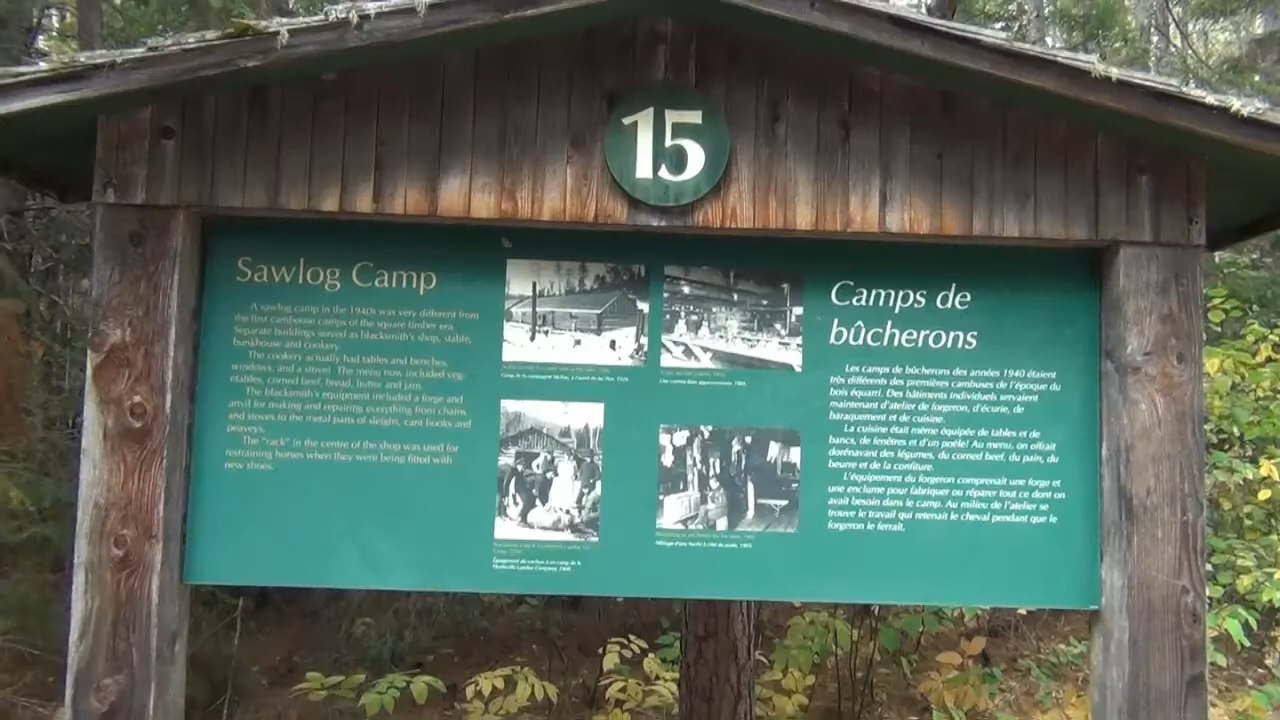 15
Sawlog Camp
A sawlog camp in the 1940s was very different from
the first camboose camps of the square timber era.
Separate buildings served as blacksmith's shop, stable,
bunkhouse and cookery.
The cookery actually had tables and benches,
windows, and a stove! The menu now included veg-
etables, corned beef, bread, butter and jam.
The blacksmith's equipment included a forge and
anvil for making and repairing everything from chains
and stoves to the metal parts of sleighs, cant hooks and
peaveys.
The "rack" in the centre of the shop was used for
restraining horses when they were being fitted with
new shoes.
Camps de
bûcherons
Les camps de bûcherons des années 1940 étaient
très différents des premières cambuses de l'époque du
bois équarri. Des bâtiments individuels servaient
maintenant d'atelier de forgeron, d'écurie, de
baraquement et de cuisine.
La cuisine était même équipée de tables et de
bancs, de fenêtres et d'un poêle! Au menu, on offrait
dorénavant des légumes, du corned beef, du pain, du
beurre et de la confiture.
L'équipement du forgeron comprenait une forge et
une enclume pour fabriquer ou réparer tout ce dont on
avait besoin dans le camp. Au milieu de l'atelier se
trouve le travail qui retenait le cheval pendant que le
forgeron le ferrait.